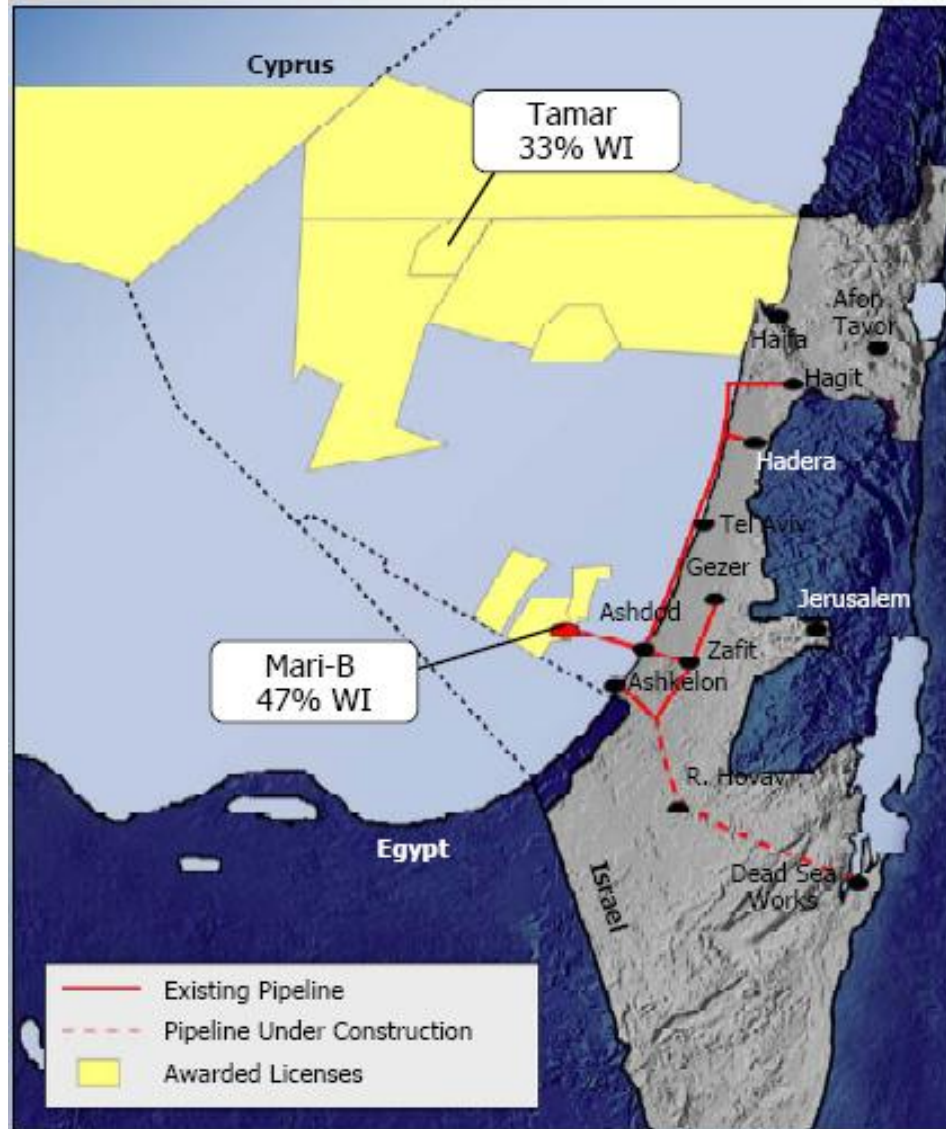 Cyprus
Tamar
33% WI
Afon
Tavor
Haifa
Hagit
Hadera
Tel Aviv
Gezer
Jerusalem
Ashdod
Zafit
Mari-B
47% WI
Ashkelon
R. Hovav
Egypt
Israel
Dead Sea
Works
Existing Pipeline
Pipeline Under Construction
Awarded Licenses